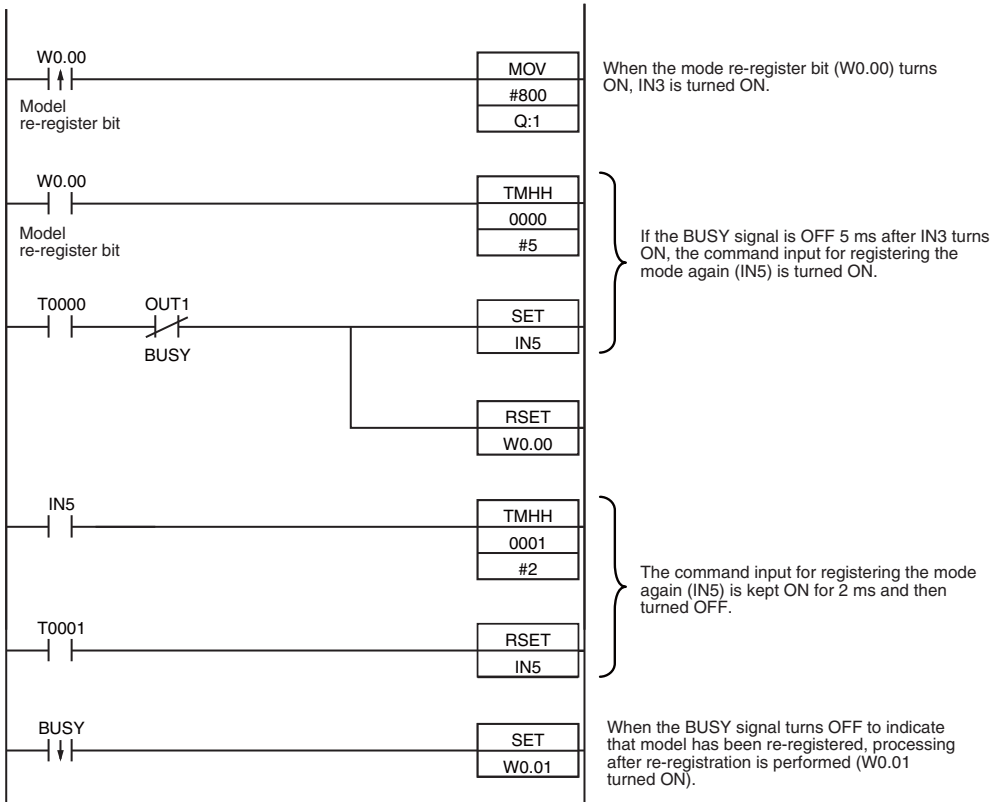 W0.00
Model
re-register bit
MOV
#800
Q:1
When the mode re-register bit (W0.00) turns
ON, IN3 is turned ON.
W0.00
Model
re-register bit
TMHH
0000
#5
If the BUSY signal is OFF 5 ms after IN3 turns
ON, the command input for registering the
mode again (IN5) is turned ON.
T0000
OUT1
BUSY
SET
IN5
RSET
W0.00
IN5
TMHH
0001
#2
The command input for registering the mode
again (IN5) is kept ON for 2 ms and then
turned OFF.
T0001
RSET
IN5
BUSY
SET
W0.01
When the BUSY signal turns OFF to indicate
that model has been re-registered, processing
after re-registration is performed (W0.01
turned ON).